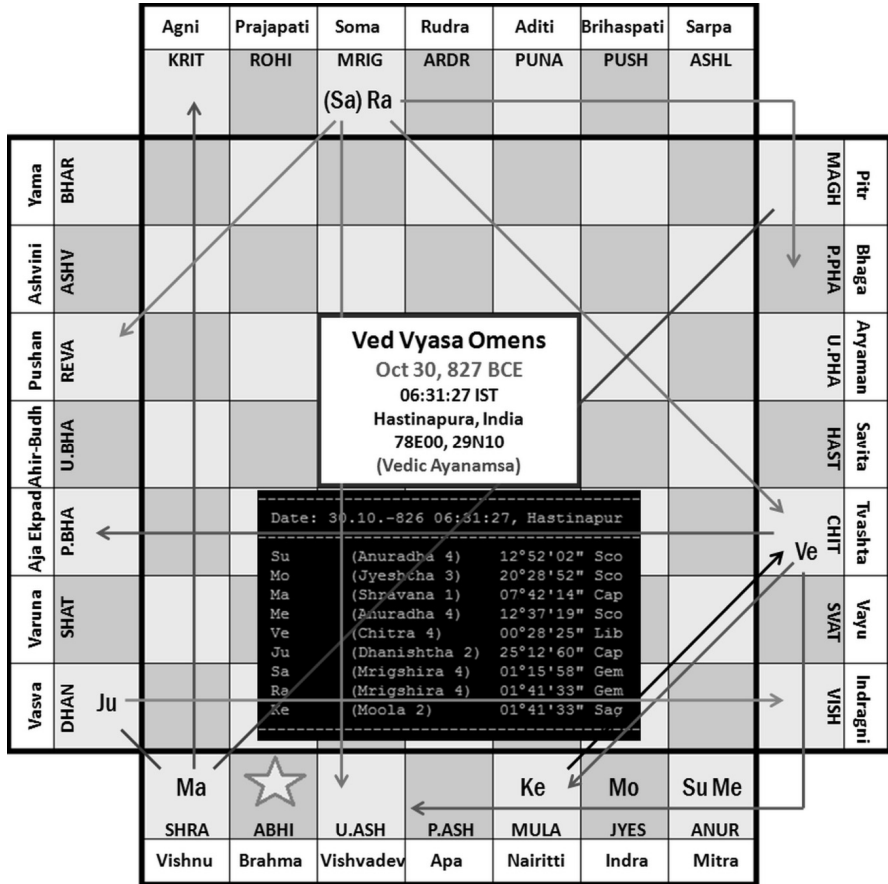 Agni Prajapati Soma Rudra Aditi Brihaspati Sarpa
KRIT ROHI MRIG ARDR PUNA PUSH ASHL
(Sa) Ra
Yama
BHAR
Ashvini
ASHV
Pushan
REVA
Ahir-Budh
U.BHA
Aja Ekpad
P.BHA
Varuna
SHAT
Vasva
DHAN
Ju
MAGH
Pitr
P.PHA
Bhaga
U.PHA
Aryaman
HAST
Savita
CHIT
Tvashta
Ve
SVAT
Vayu
VISH
Indragni
Ved Vyasa Omens
Oct 30, 827 BCE
06:31:27 IST
Hastinapura, India
78E00, 29N10
(Vedic Ayanamsa)
Date: 30.10.-826 06:31:27, Hastinapur
Su (Anuradha 4) 12°52'02" Sco
Mo (Jyeshtha 3) 20°28'52" Sco
Ma (Shravana 1) 07°42'14" Cap
Me (Anuradha 4) 12°37'19" Sco
Ve (Chitra 4) 00°28'25" Lib
Ju (Dhanishtha 2) 25°12'60" Cap
Sa (Mrigshira 4) 01°15'58" Gem
Ra (Mrigshira 4) 01°41'33" Gem
Ke (Moola 2) 01°41'33" Sag
Ma Ke Mo Su Me
SHRA ABHI U.ASH P.ASH MULA JYES ANUR
Vishnu Brahma Vishvadev Apa Nairitti Indra Mitra